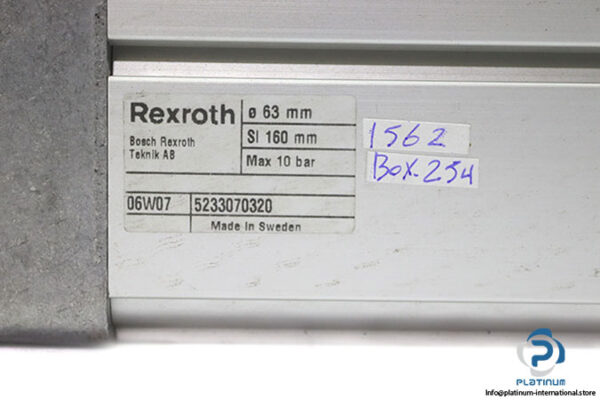 Rexroth
Bosch Rexroth
Teknik AB
ø 63 mm
Sl 160 mm
Max 10 bar
06W07 5233070320
Made in Sweden
1562
Box.254
PLATINUM
Info@platinum-international.store